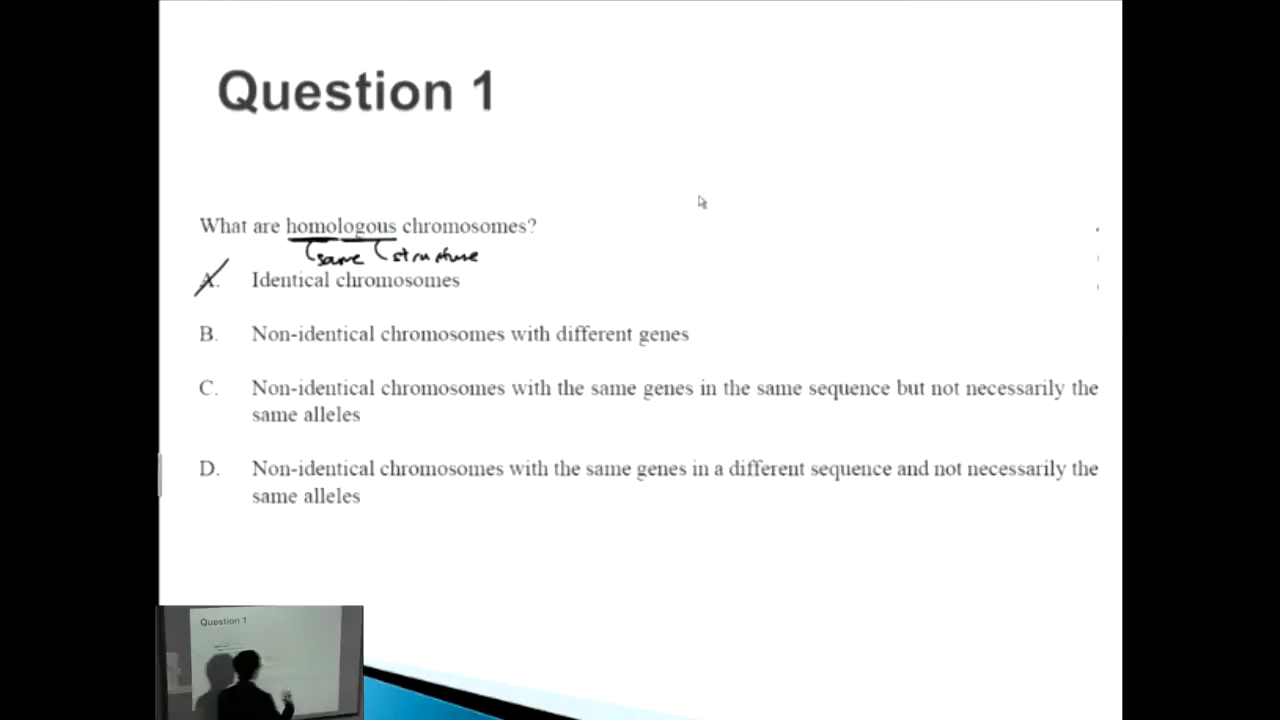 Question 1
What are homologous chromosomes?
same structure
A. Identical chromosomes
B. Non-identical chromosomes with different genes
C. Non-identical chromosomes with the same genes in the same sequence but not necessarily the
same alleles
D. Non-identical chromosomes with the same genes in a different sequence and not necessarily the
same alleles
Question 1